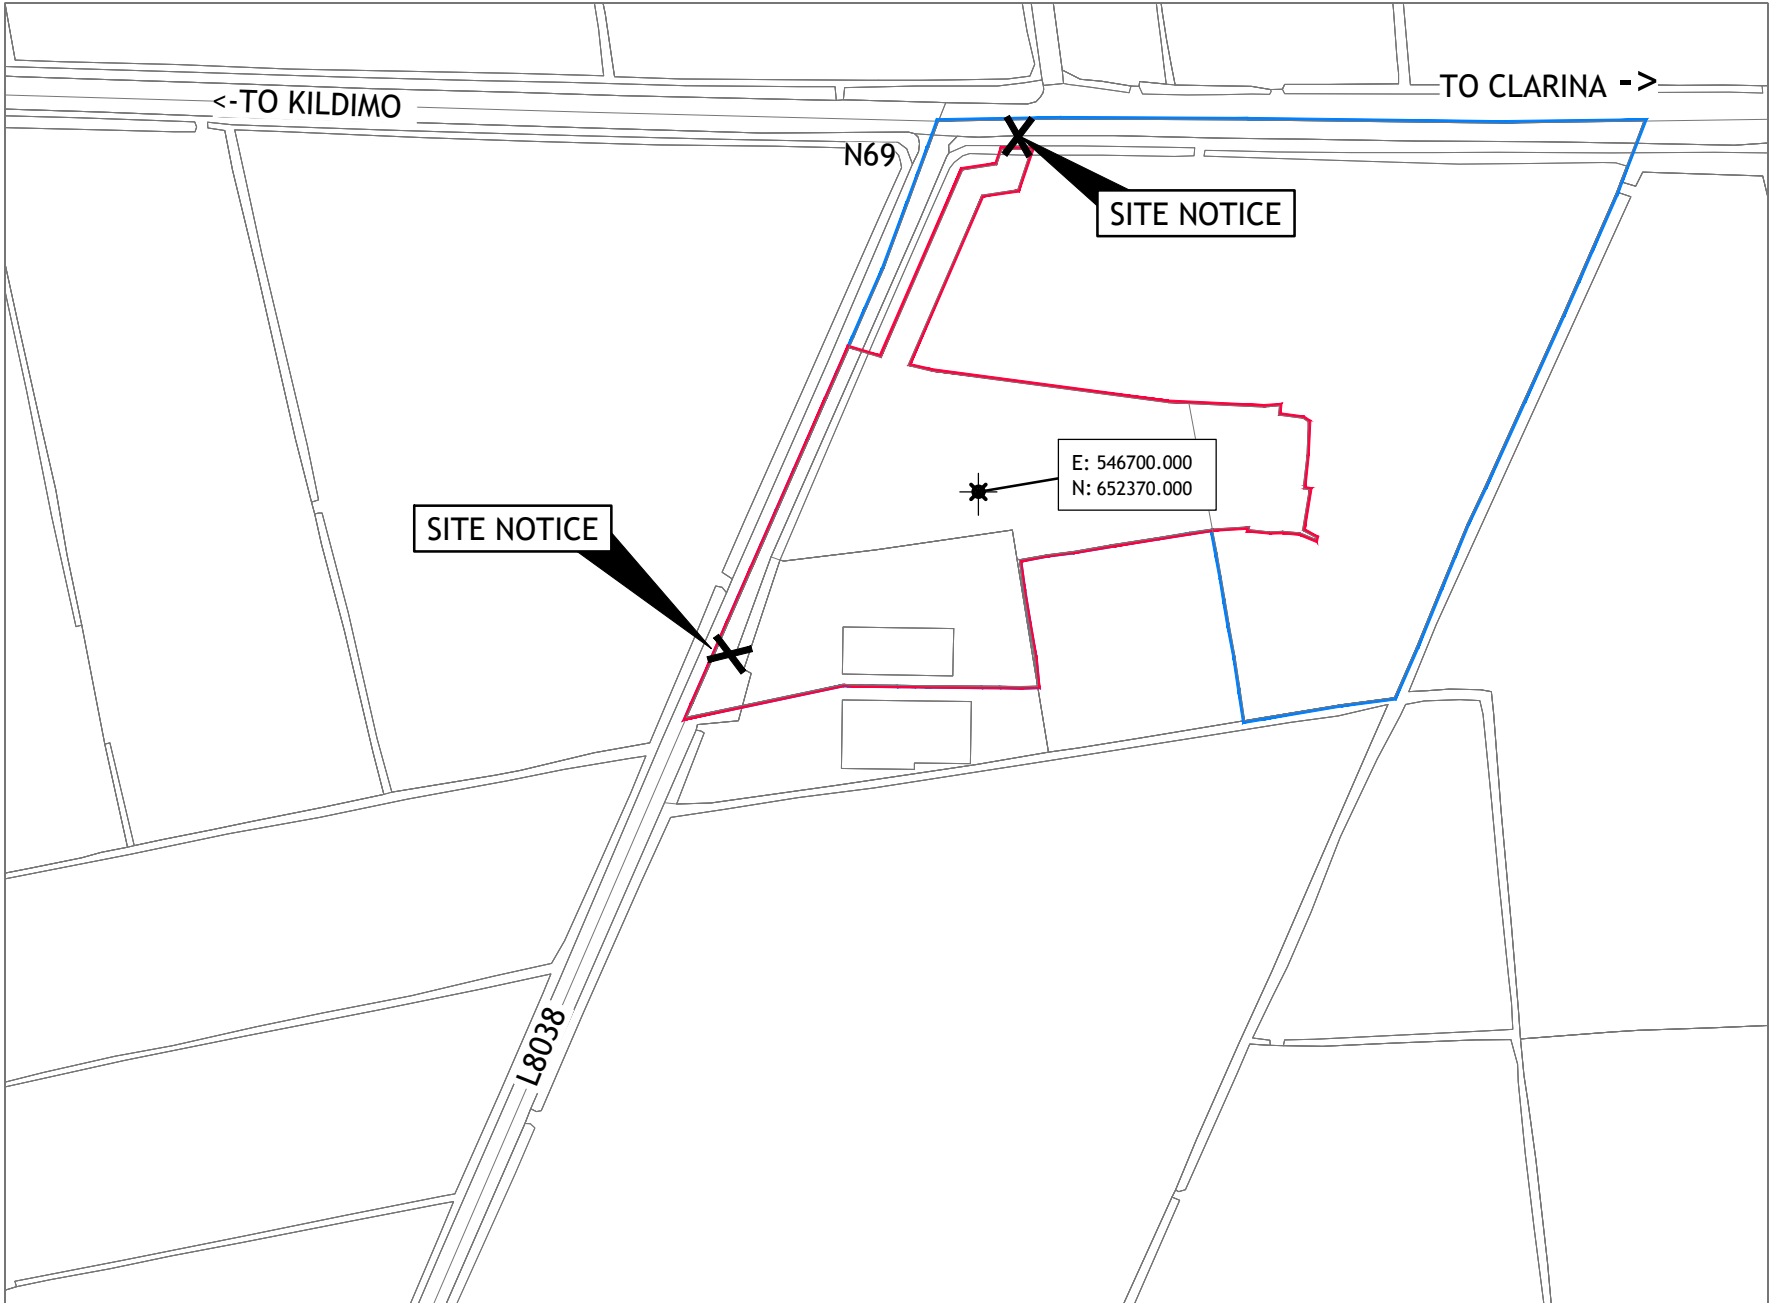 TO CLARINA ->
<-TO KILDIMO
N69
SITE NOTICE
E: 546700.000
N: 652370.000
SITE NOTICE
L8038